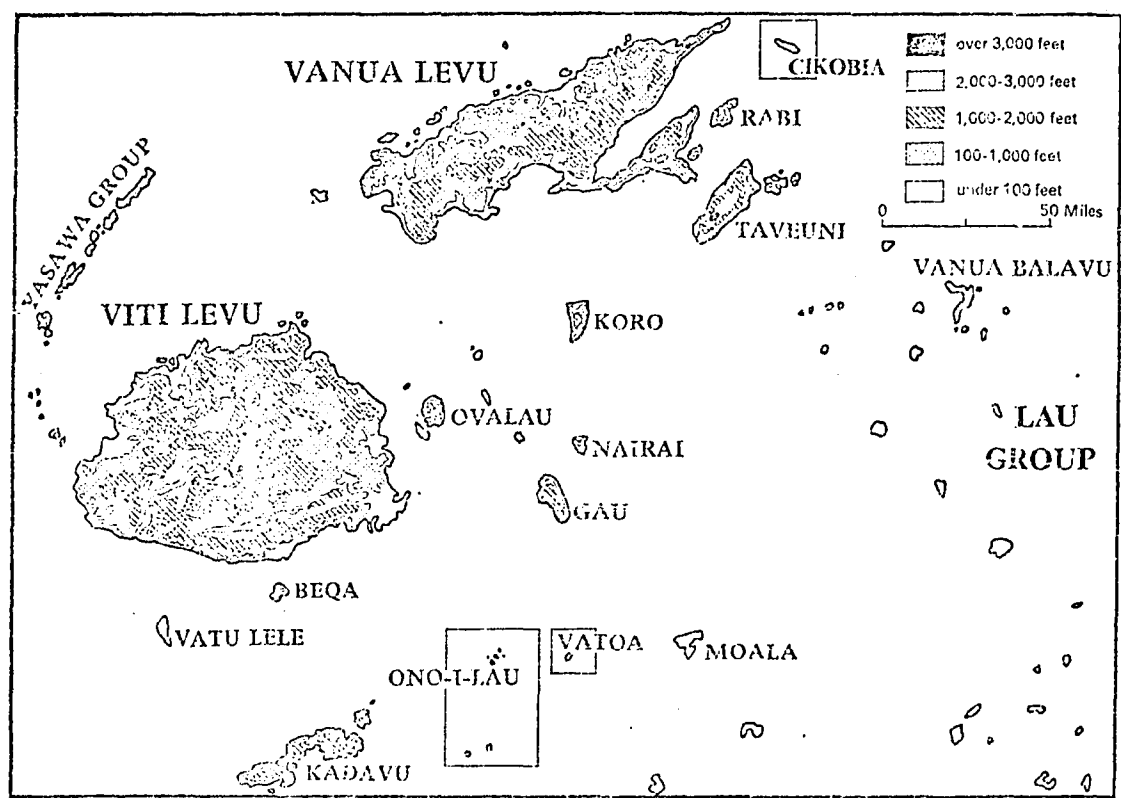 VANUA LEVU
CIKOBIA
over 3,000 feet
2,000-3,000 feet
1,000-2,000 feet
100-1,000 feet
under 100 feet
0 50 Miles
RABI
TAVEUNI
YASAWA GROUP
VANUA BALAVU
VITI LEVU
KORO
OVALAU
LAU
GROUP
NAIRAI
GAU
BEQA
VATU LELE
VATOA
MOALA
ONO-I-LAU
KADAVU